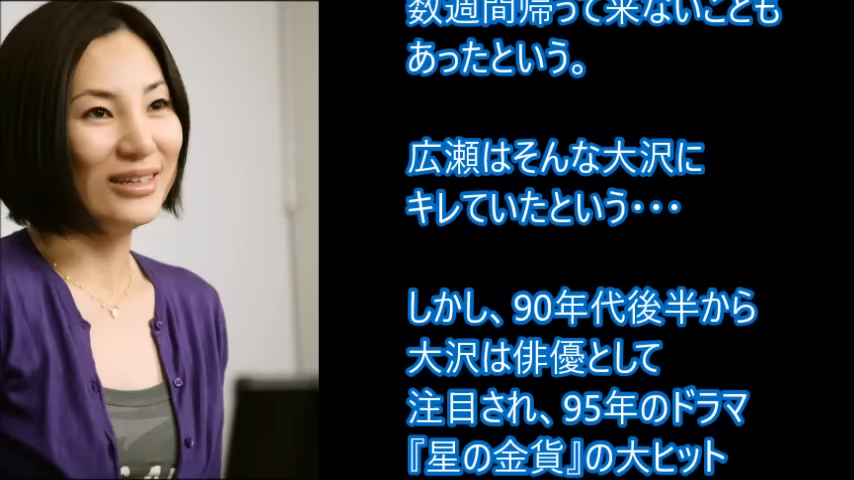 数週間帰って来ないことも
あったという。
広瀬はそんな大沢に
キレていたという・・・
しかし、90年代後半から
大沢は俳優として
注目され、95年のドラマ
『星の金貨』の大ヒット